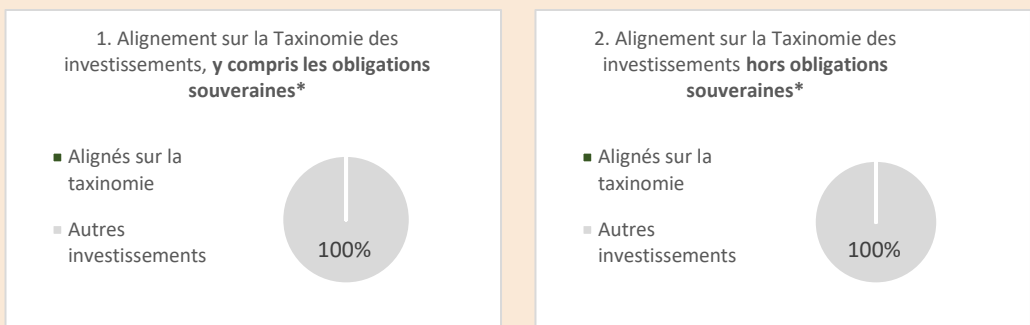 1. Alignement sur la Taxinomie des
investissements, y compris les obligations
souveraines*
Alignés sur la
taxinomie
Autres
investissements
100%
2. Alignement sur la Taxinomie des
investissements hors obligations
souveraines*
Alignés sur la
taxinomie
Autres
investissements
100%